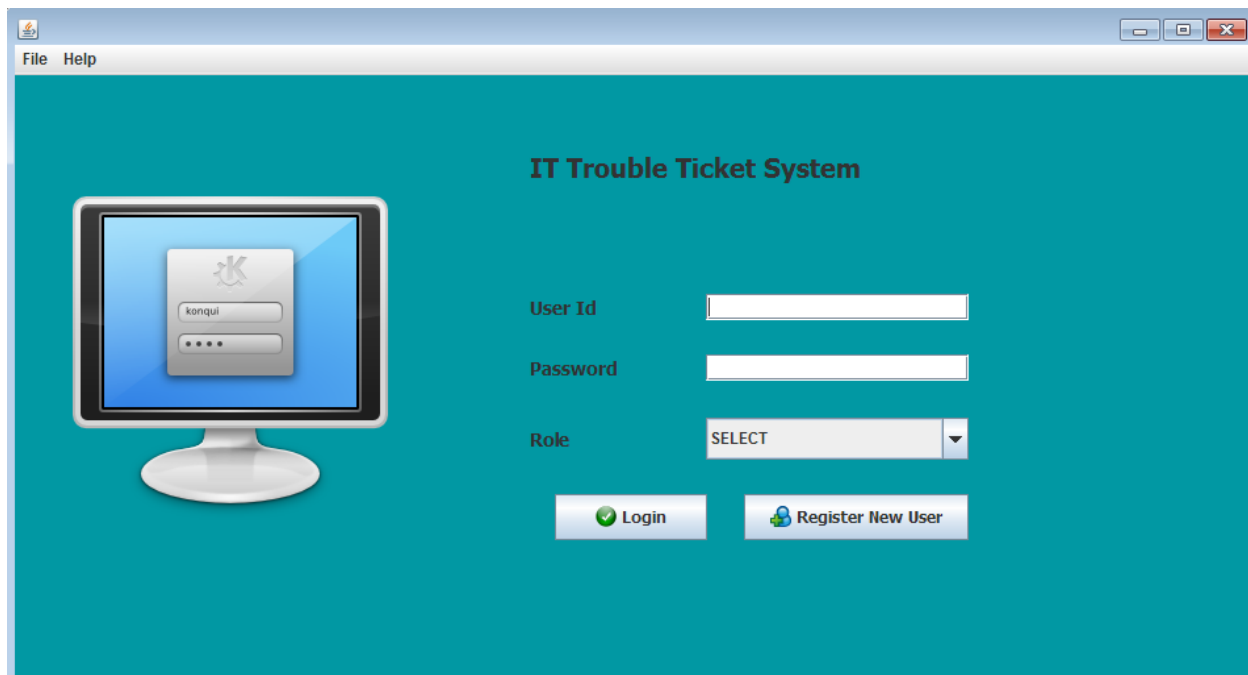 File Help
IT Trouble Ticket System
konqui
User Id
Password
Role SELECT
Login Register New User